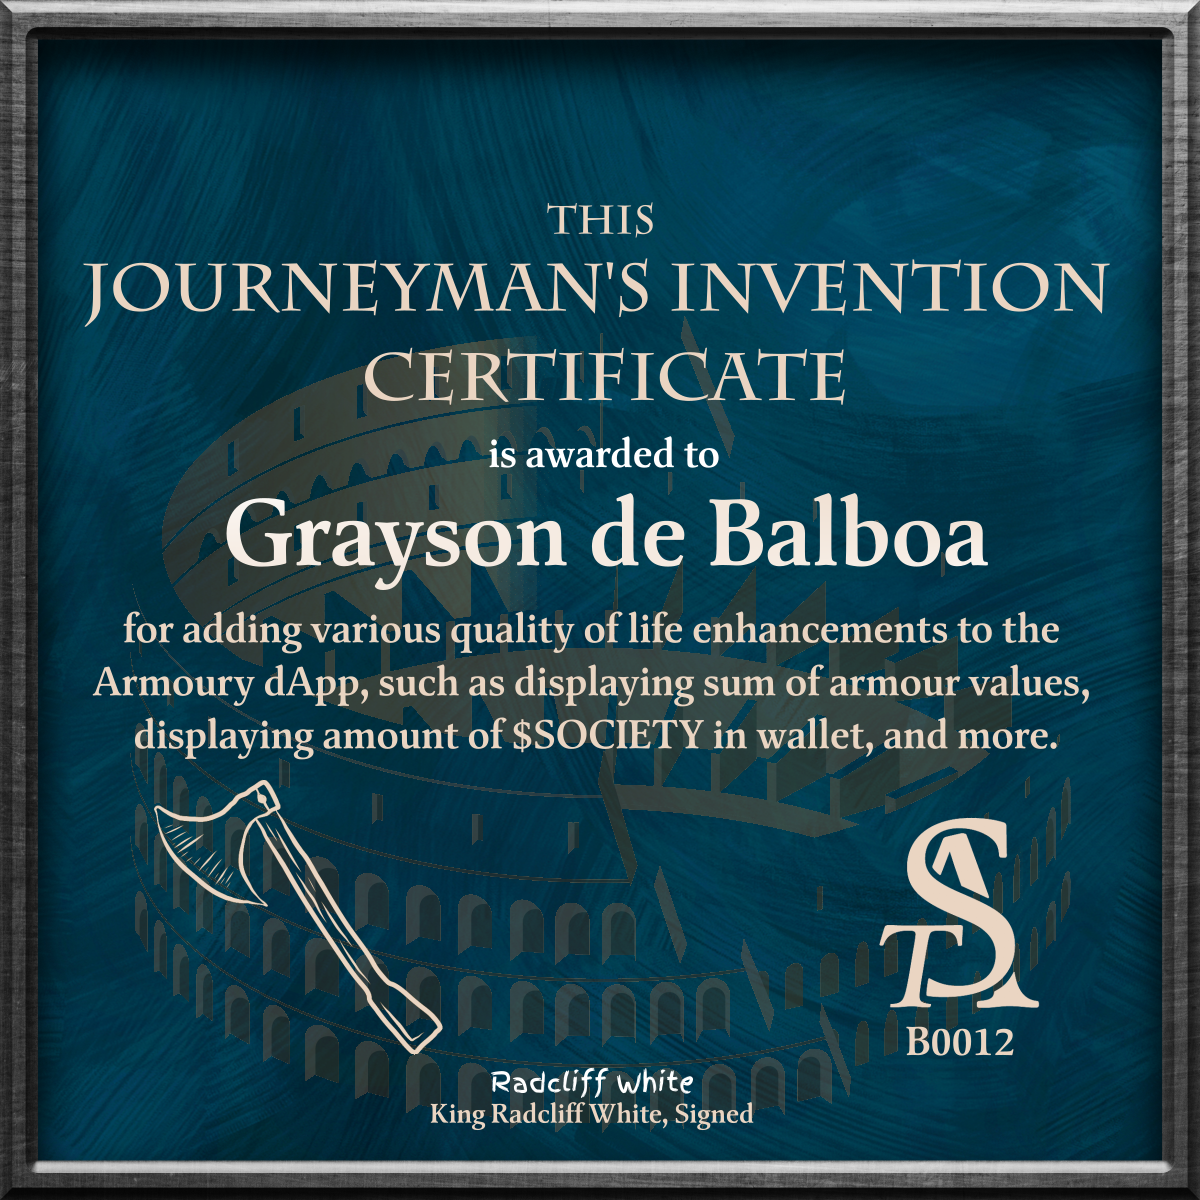 THIS
JOURNEYMAN'S INVENTION
CERTIFICATE
is awarded to
Grayson de Balboa
for adding various quality of life enhancements to the
Armoury dApp, such as displaying sum of armour values,
displaying amount of $SOCIETY in wallet, and more.
TSA
B0012
Radcliff White
King Radcliff White, Signed